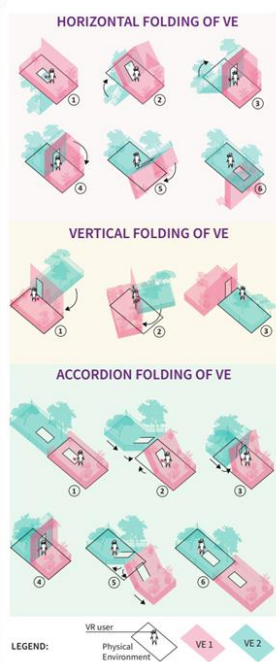 HORIZONTAL FOLDING OF VE
1 2 3
4 5 6
VERTICAL FOLDING OF VE
1 2 3
ACCORDION FOLDING OF VE
1 2 3
4 5 6
VR user
LEGEND: Physical Environment VE 1 VE 2